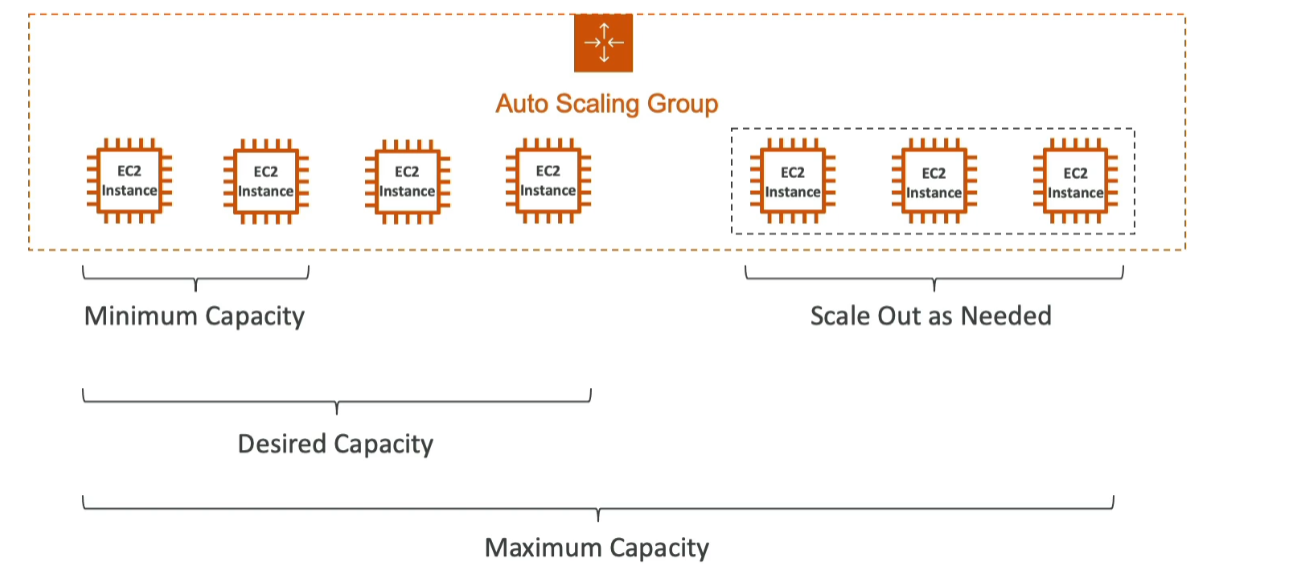 Auto Scaling Group
EC2
Instance
EC2
Instance
EC2
Instance
EC2
Instance
EC2
Instance
EC2
Instance
EC2
Instance
Minimum Capacity
Scale Out as Needed
Desired Capacity
Maximum Capacity